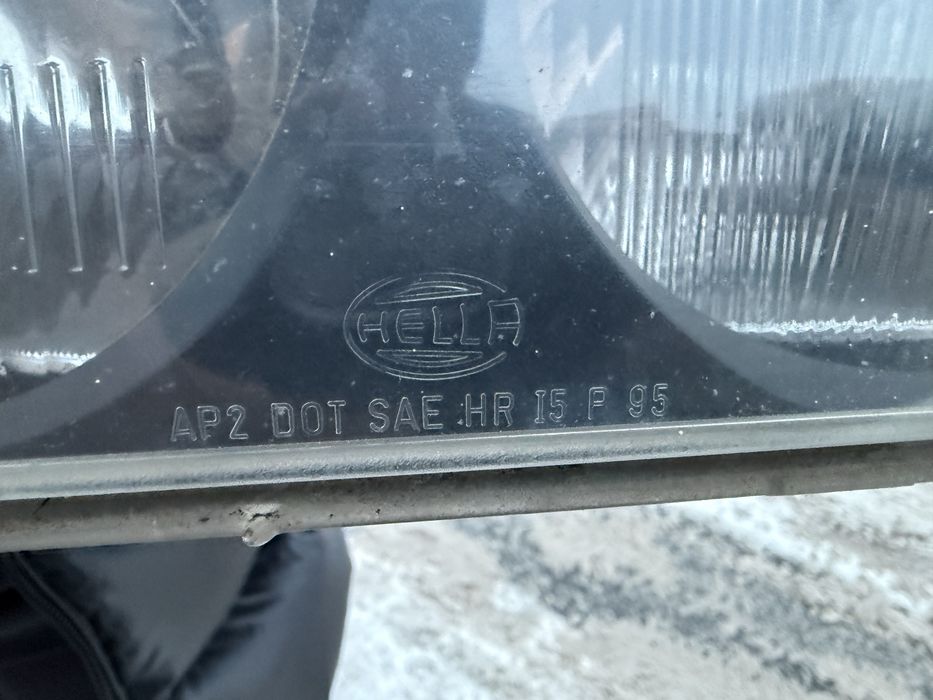 HELLA
AP2 DOT SAE HR I5 P 95